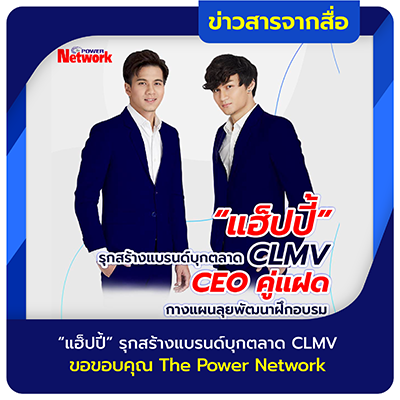 ข่าวสารจากสื่อ
POWER
Network
“แฮ็ปปี้”
รุกสร้างแบรนด์บุกตลาด CLMV
CEO คู่แฝด
กางแผนลุยพัฒนาฝึกอบรม
“แฮ็ปปี้” รุกสร้างแบรนด์บุกตลาด CLMV
ขอขอบคุณ The Power Network